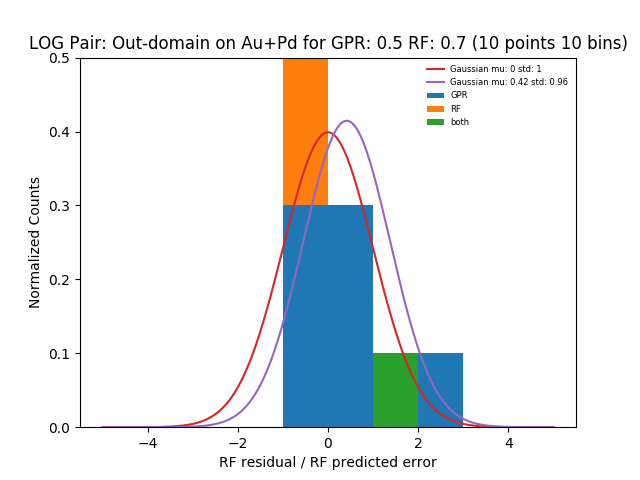 LOG Pair: Out-domain on Au+Pd for GPR: 0.5 RF: 0.7 (10 points 10 bins)
0.5
0.4
0.3
0.2
0.1
0.0
Normalized Counts
Gaussian mu: 0 std: 1
Gaussian mu: 0.42 std: 0.96
GPR
RF
both
−4 −2 0 2 4
RF residual / RF predicted error